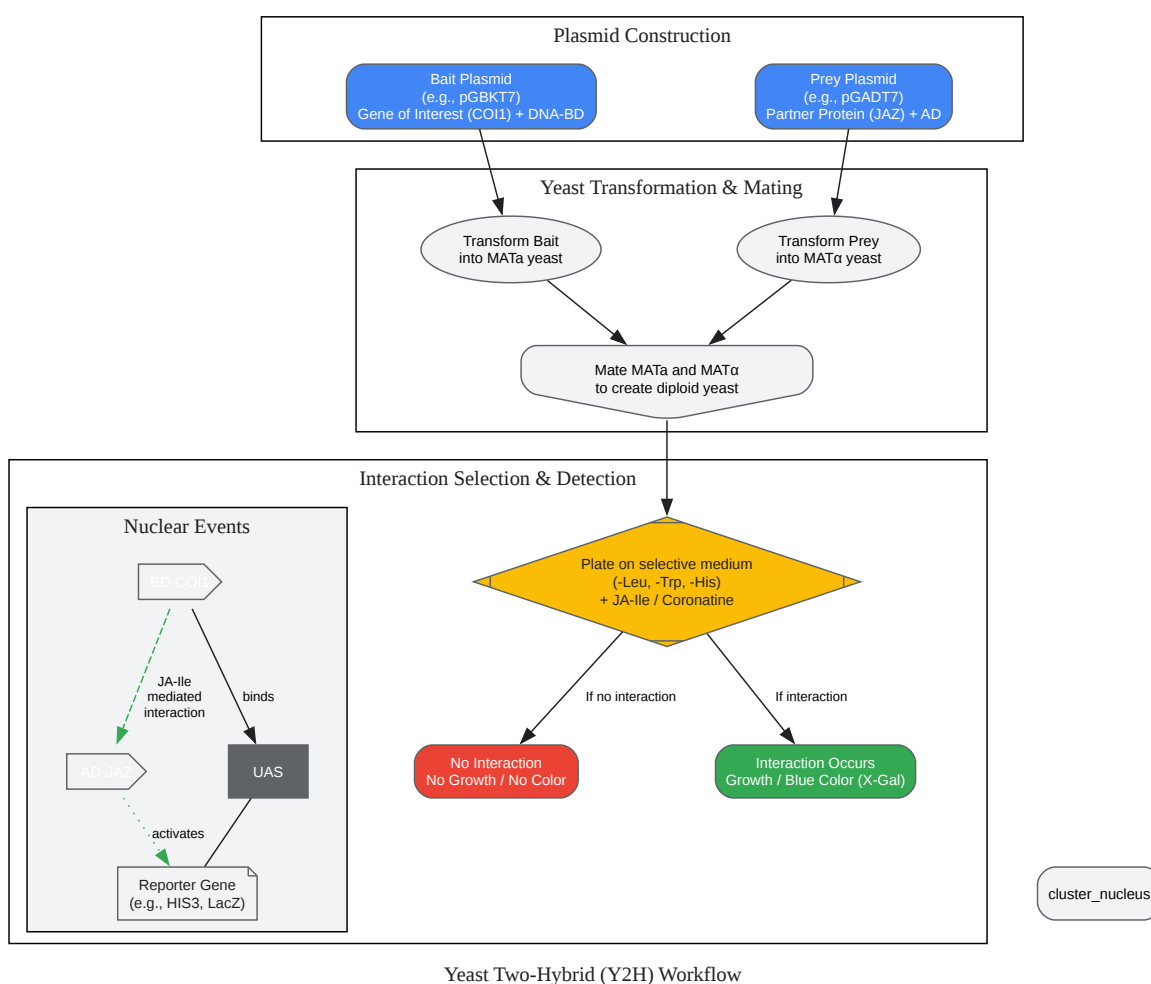 Plasmid Construction
Bait Plasmid
(e.g., pGBKT7)
Gene of Interest (COI1) + DNA-BD
Prey Plasmid
(e.g., pGADT7)
Partner Protein (JAZ) + AD
Yeast Transformation & Mating
Transform Bait
into MATa yeast
Transform Prey
into MATα yeast
Mate MATa and MATα
to create diploid yeast
Interaction Selection & Detection
Nuclear Events
BD-COI1
JA-Ile
mediated
interaction
binds
AD-JAZ
UAS
activates
Reporter Gene
(e.g., HIS3, LacZ)
Plate on selective medium
(-Leu, -Trp, -His)
+ JA-Ile / Coronatine
If no interaction
If interaction
No Interaction
No Growth / No Color
Interaction Occurs
Growth / Blue Color (X-Gal)
cluster_nucleus
Yeast Two-Hybrid (Y2H) Workflow